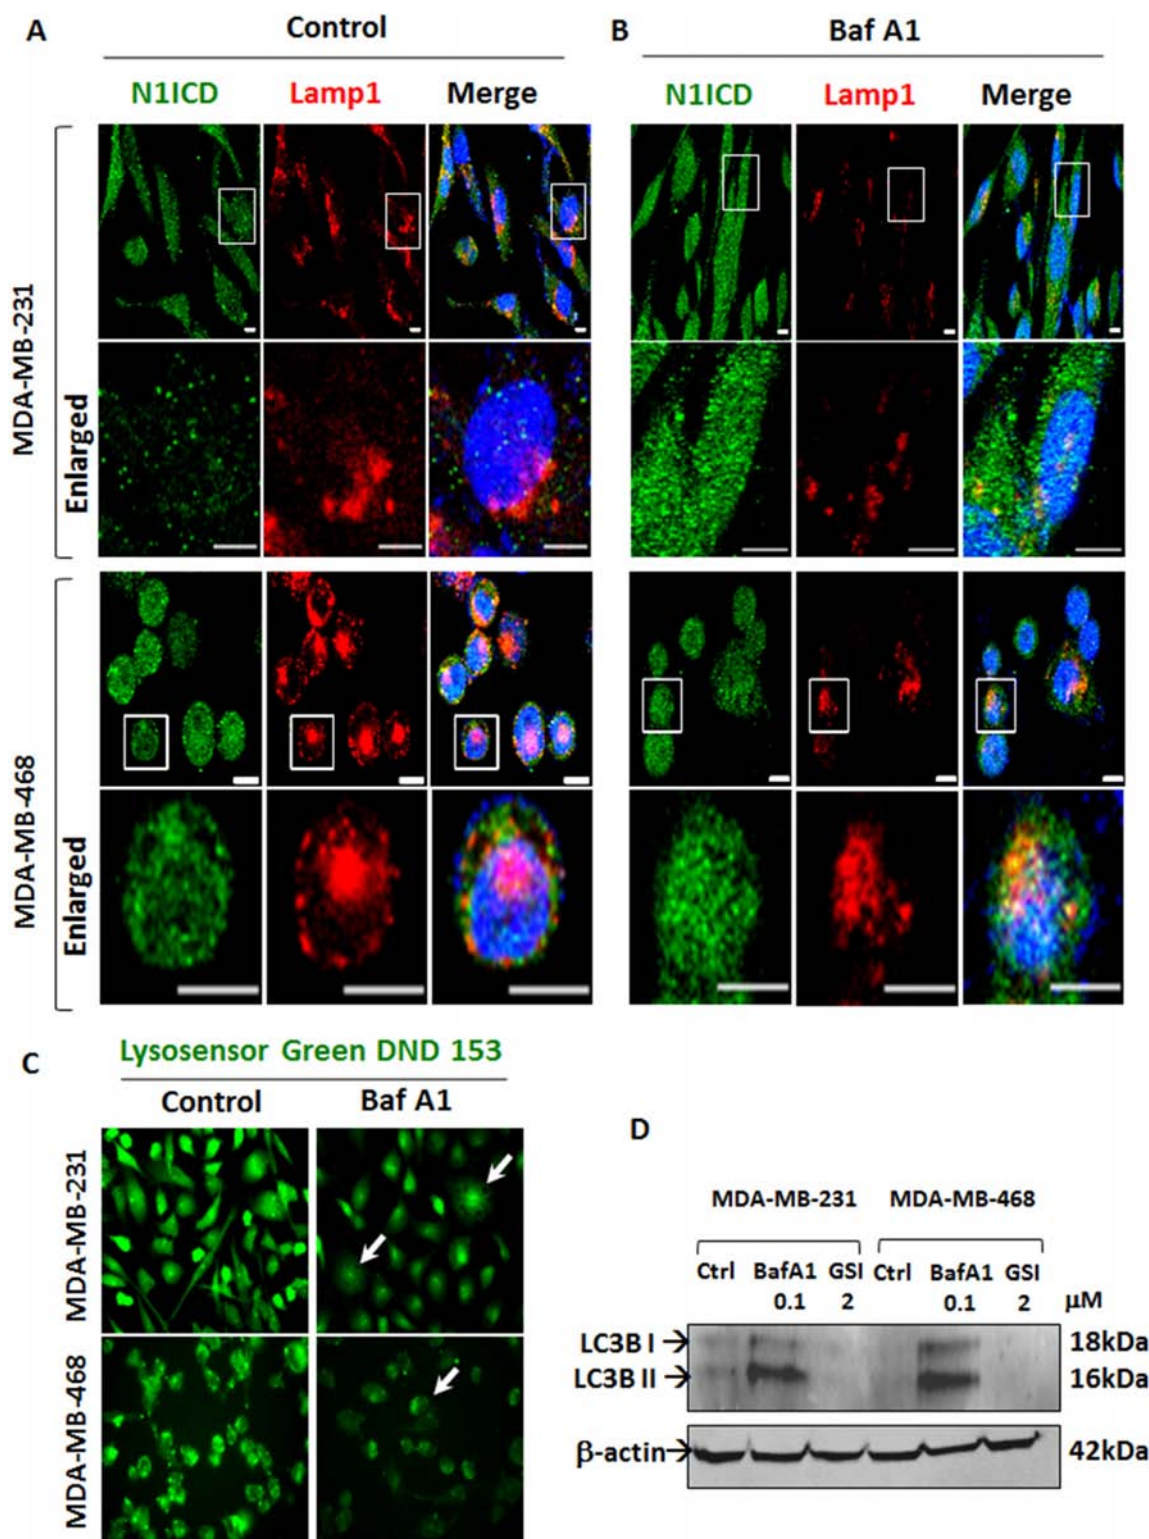 A
Control
N1ICD Lamp1 Merge
MDA-MB-231
Enlarged
MDA-MB-468
Enlarged
B
Baf A1
N1ICD Lamp1 Merge
C
Lysosensor Green DND 153
Control Baf A1
MDA-MB-231
MDA-MB-468
D
MDA-MB-231 MDA-MB-468
Ctrl BafA1 GSI Ctrl BafA1 GSI
0.1 2 0.1 2 μM
LC3B I 18kDa
LC3B II 16kDa
β-actin 42kDa